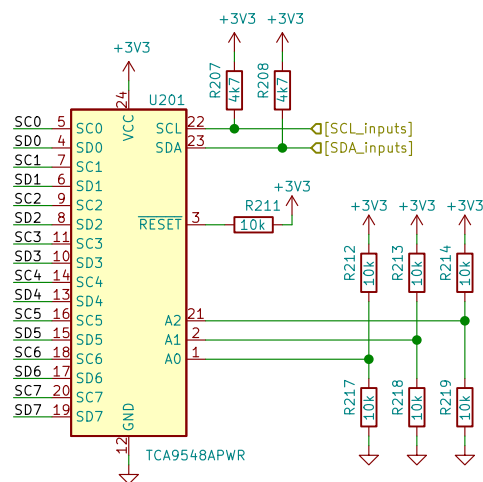 +3V3
+3V3
+3V3
R207
4k7
R208
4k7
U201
24
VCC
SC0 5 SC0
SCL 22
[SCL_inputs]
SD0 4 SD0
SDA 23
[SDA_inputs]
SC1 7 SC1
SD1 6 SD1
SC2 9 SC2
SD2 8 SD2
RESET 3
R211
10k
+3V3
SC3 11 SC3
SD3 10 SD3
SC4 14 SC4
SD4 13 SD4
SC5 16 SC5
A2 21
SD5 15 SD5
A1 2
SC6 18 SC6
A0 1
SD6 17 SD6
SC7 20 SC7
SD7 19 SD7
+3V3
+3V3
+3V3
R212
10k
R213
10k
R214
10k
R217
10k
R218
10k
R219
10k
GND
12
TCA9548APWR